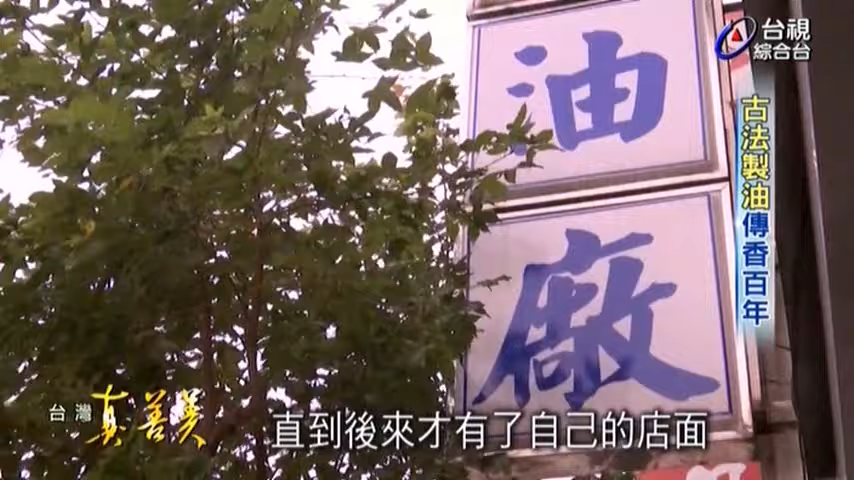 油
廠
台視
綜合台
古法製油傳香百年
台灣真善美
直到後來才有了自己的店面